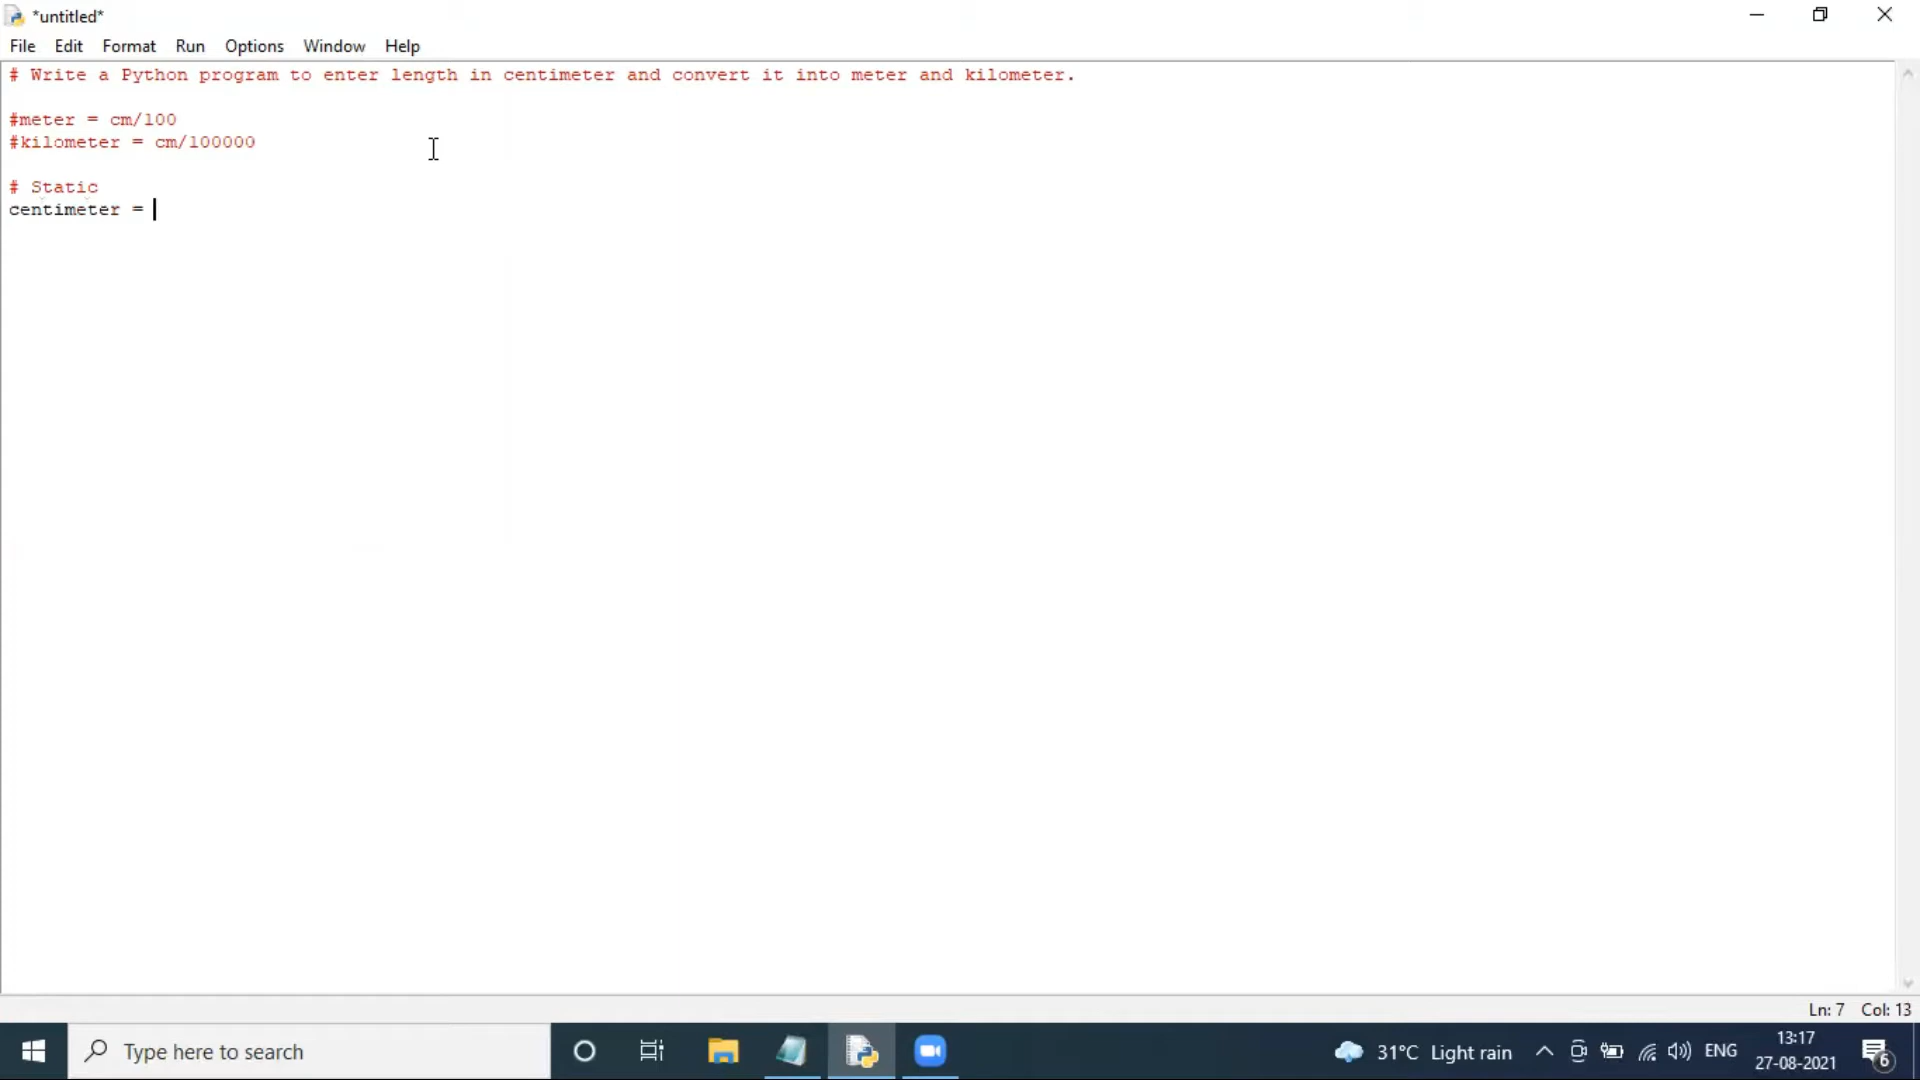 *untitled*
File Edit Format Run Options Window Help
# Write a Python program to enter length in centimeter and convert it into meter and kilometer.
#meter = cm/100
#kilometer = cm/100000
# Static
centimeter =
Ln: 7 Col: 13
Type here to search
31°C Light rain
ENG
13:17
27-08-2021
6